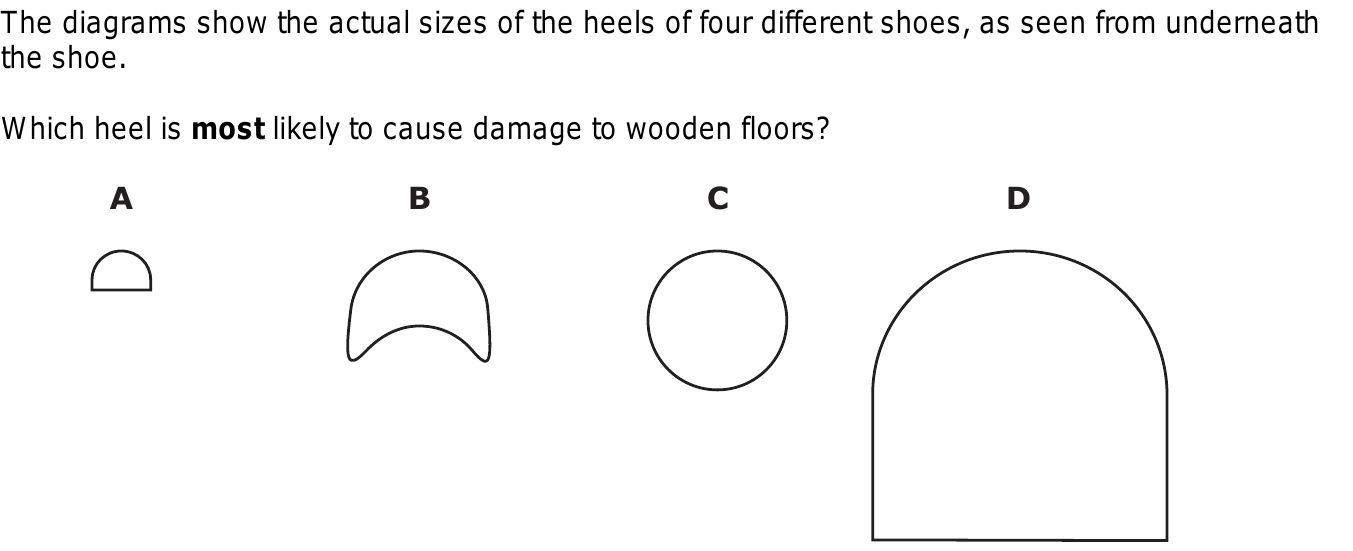 The diagrams show the actual sizes of the heels of four different shoes, as seen from underneath
the shoe.
Which heel is most likely to cause damage to wooden floors?
A B C D